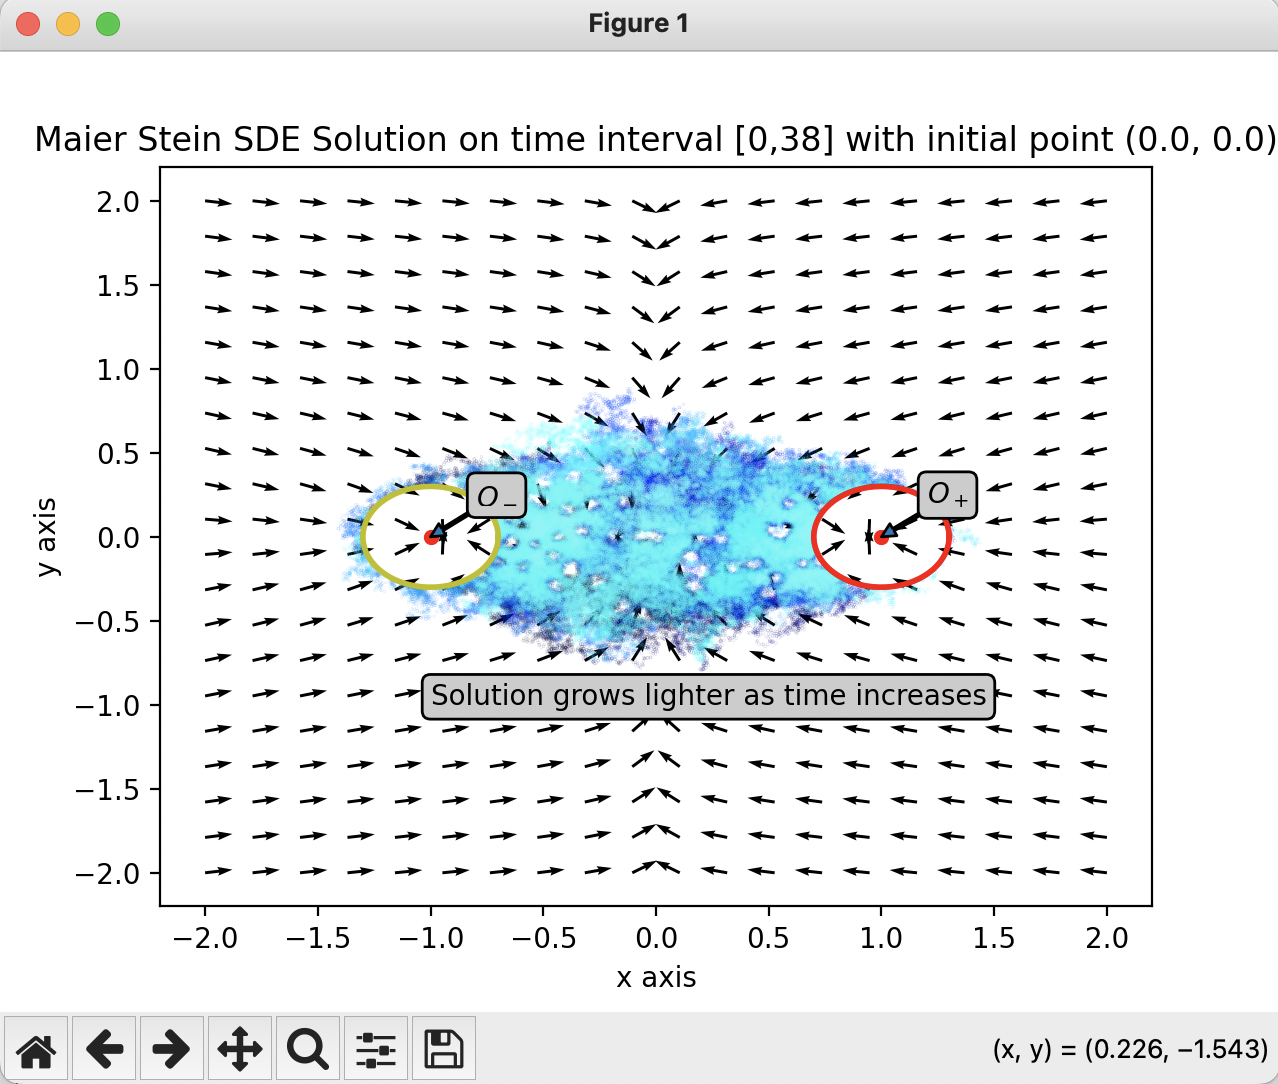 Figure 1
Maier Stein SDE Solution on time interval [0,38] with initial point (0.0, 0.0)
2.0
1.5
1.0
0.5
0.0
−0.5
−1.0
−1.5
−2.0
y axis
O−
O+
Solution grows lighter as time increases
−2.0 −1.5 −1.0 −0.5 0.0 0.5 1.0 1.5 2.0
x axis
(x, y) = (0.226, −1.543)